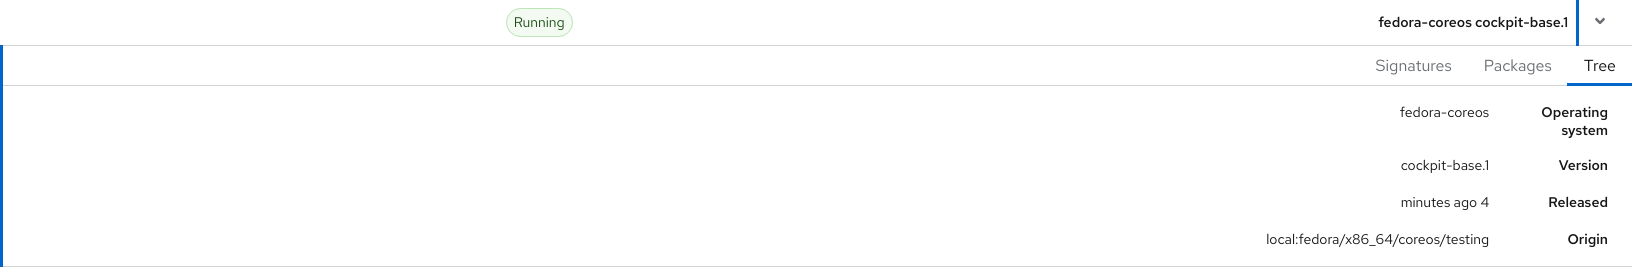 fedora-coreos cockpit-base.1
Running
Tree
Packages
Signatures
Operating
system
fedora-coreos
Version
cockpit-base.1
Released
minutes ago 4
Origin
local:fedora/x86_64/coreos/testing